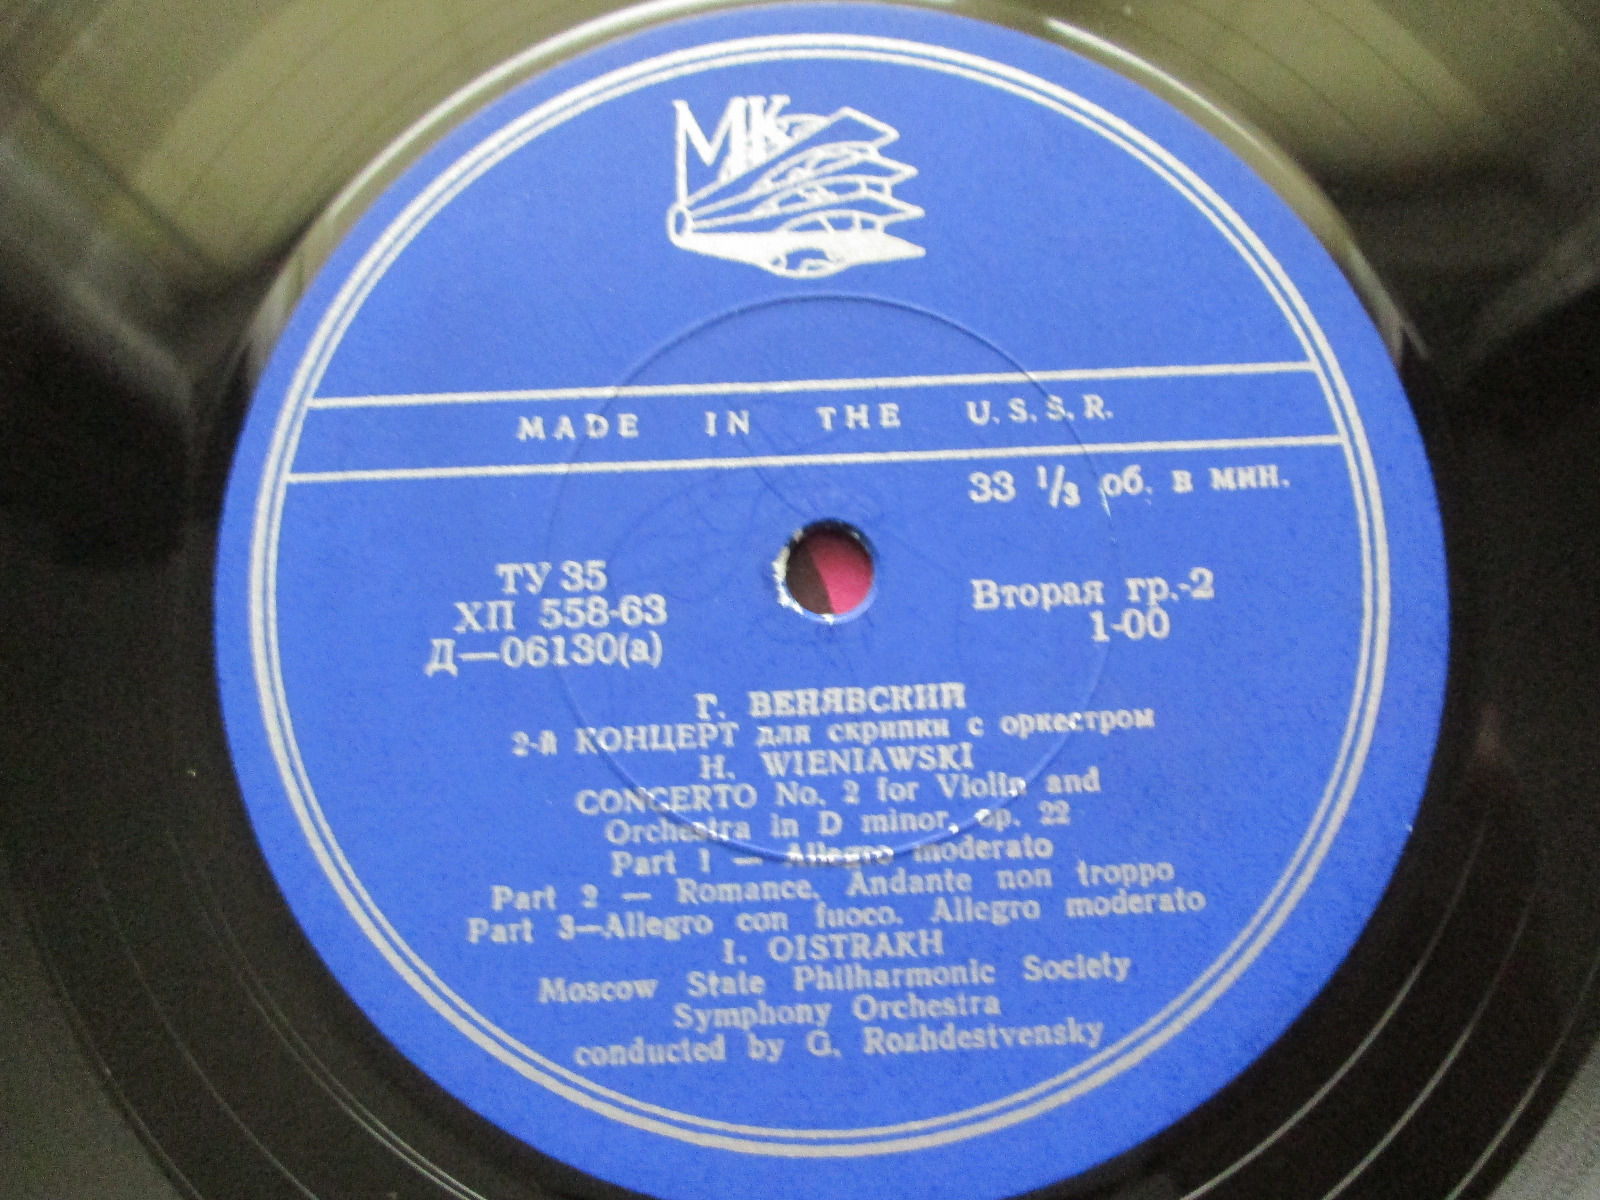 МК
MADE IN THE U.S.S.R.
33 1/3 об. в мин.
ТУ 35
ХП 558-63
Д—06130(а)
Вторая гр.-2
1-00
Г. ВЕНЯВСКИЙ
2-й КОНЦЕРТ для скрипки с оркестром
H. WIENIAWSKI
CONCERTO No. 2 for Violin and
Orchestra in D minor, op. 22
Part 1 — Allegro moderato
Part 2 — Romance. Andante non troppo
Part 3—Allegro con fuoco. Allegro moderato
I. OISTRAKH
Moscow State Philharmonic Society
Symphony Orchestra
conducted by G. Rozhdestvensky